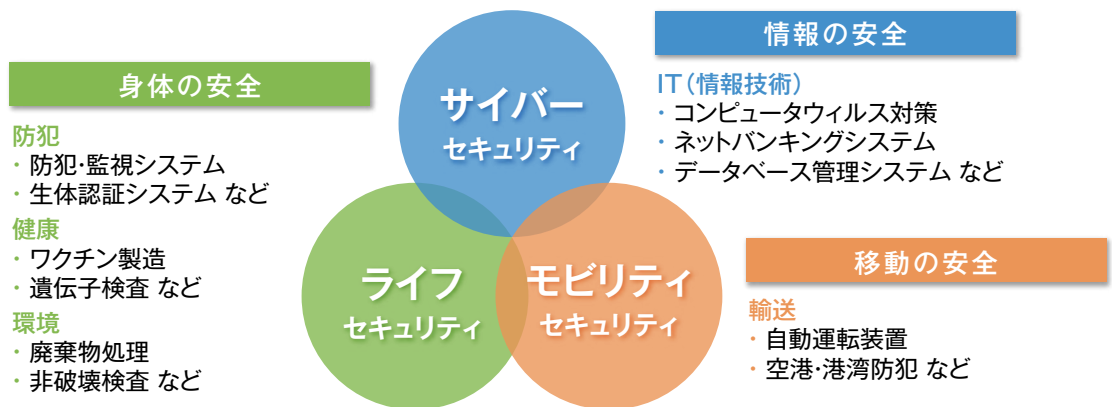 身体の安全
防犯
・防犯・監視システム
・生体認証システム など
健康
・ワクチン製造
・遺伝子検査 など
環境
・廃棄物処理
・非破壊検査 など
サイバー
セキュリティ
ライフ
セキュリティ
モビリティ
セキュリティ
情報の安全
IT（情報技術）
・コンピュータウィルス対策
・ネットバンキングシステム
・データベース管理システム など
移動の安全
輸送
・自動運転装置
・空港・港湾防犯 など